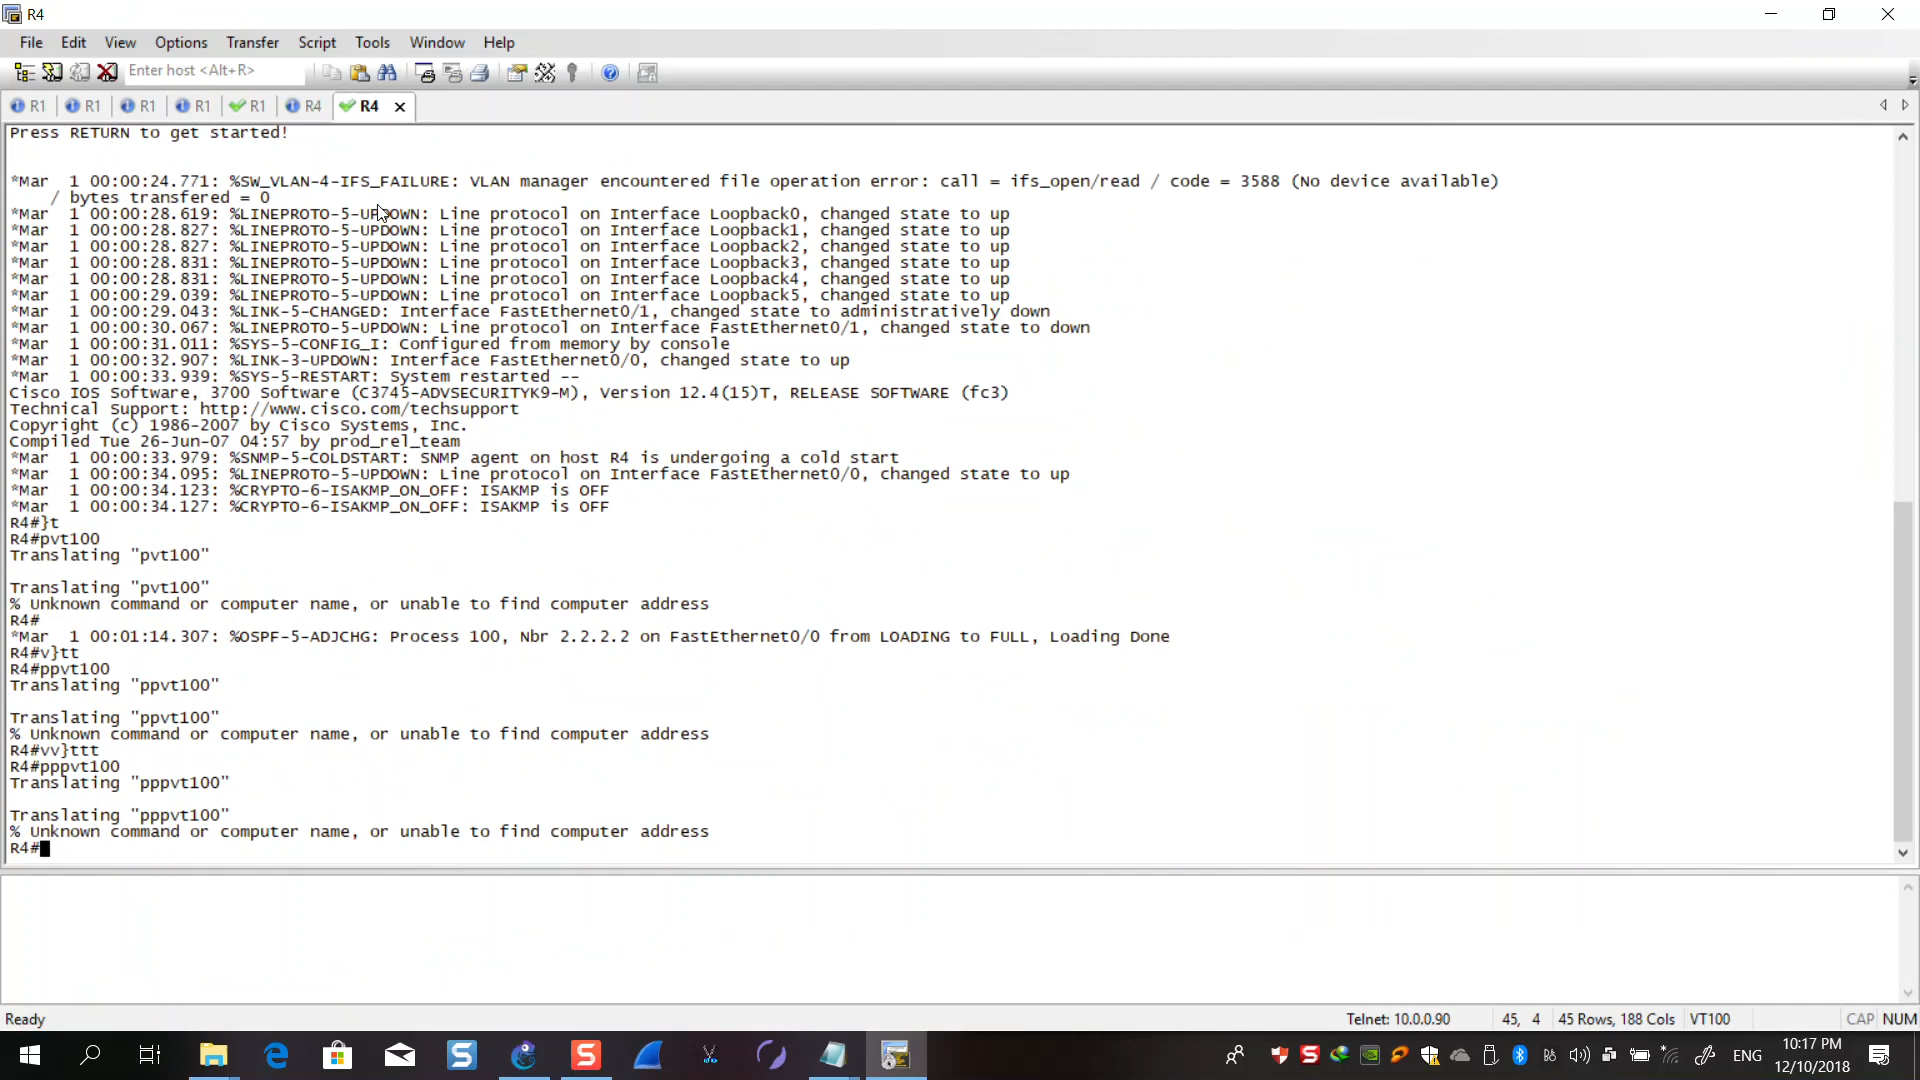 R4
File Edit View Options Transfer Script Tools Window Help
Enter host <Alt+R>
R1 R1 R1 R1 R1 R4 R4
Press RETURN to get started!
*Mar  1 00:00:24.771: %SW_VLAN-4-IFS_FAILURE: VLAN manager encountered file operation error: call = ifs_open/read / code = 3588 (No device available)
/ bytes transfered = 0
*Mar  1 00:00:28.619: %LINEPROTO-5-UPDOWN: Line protocol on Interface Loopback0, changed state to up
*Mar  1 00:00:28.827: %LINEPROTO-5-UPDOWN: Line protocol on Interface Loopback1, changed state to up
*Mar  1 00:00:28.827: %LINEPROTO-5-UPDOWN: Line protocol on Interface Loopback2, changed state to up
*Mar  1 00:00:28.831: %LINEPROTO-5-UPDOWN: Line protocol on Interface Loopback3, changed state to up
*Mar  1 00:00:28.831: %LINEPROTO-5-UPDOWN: Line protocol on Interface Loopback4, changed state to up
*Mar  1 00:00:29.039: %LINEPROTO-5-UPDOWN: Line protocol on Interface Loopback5, changed state to up
*Mar  1 00:00:29.043: %LINK-5-CHANGED: Interface FastEthernet0/1, changed state to administratively down
*Mar  1 00:00:30.067: %LINEPROTO-5-UPDOWN: Line protocol on Interface FastEthernet0/1, changed state to down
*Mar  1 00:00:31.011: %SYS-5-CONFIG_I: Configured from memory by console
*Mar  1 00:00:32.907: %LINK-3-UPDOWN: Interface FastEthernet0/0, changed state to up
*Mar  1 00:00:33.939: %SYS-5-RESTART: System restarted --
Cisco IOS Software, 3700 Software (C3745-ADVSECURITYK9-M), Version 12.4(15)T, RELEASE SOFTWARE (fc3)
Technical Support: http://www.cisco.com/techsupport
Copyright (c) 1986-2007 by Cisco Systems, Inc.
Compiled Tue 26-Jun-07 04:57 by prod_rel_team
*Mar  1 00:00:33.979: %SNMP-5-COLDSTART: SNMP agent on host R4 is undergoing a cold start
*Mar  1 00:00:34.095: %LINEPROTO-5-UPDOWN: Line protocol on Interface FastEthernet0/0, changed state to up
*Mar  1 00:00:34.123: %CRYPTO-6-ISAKMP_ON_OFF: ISAKMP is OFF
*Mar  1 00:00:34.127: %CRYPTO-6-ISAKMP_ON_OFF: ISAKMP is OFF
R4#}t
R4#pvt100
Translating "pvt100"
Translating "pvt100"
% Unknown command or computer name, or unable to find computer address
R4#
*Mar  1 00:01:14.307: %OSPF-5-ADJCHG: Process 100, Nbr 2.2.2.2 on FastEthernet0/0 from LOADING to FULL, Loading Done
R4#v}tt
R4#ppvt100
Translating "ppvt100"
Translating "ppvt100"
% Unknown command or computer name, or unable to find computer address
R4#vv}ttt
R4#pppvt100
Translating "pppvt100"
Translating "pppvt100"
% Unknown command or computer name, or unable to find computer address
R4#
Ready Telnet: 10.0.0.90 45, 4 45 Rows, 188 Cols VT100 CAP NUM
ENG 10:17 PM
12/10/2018